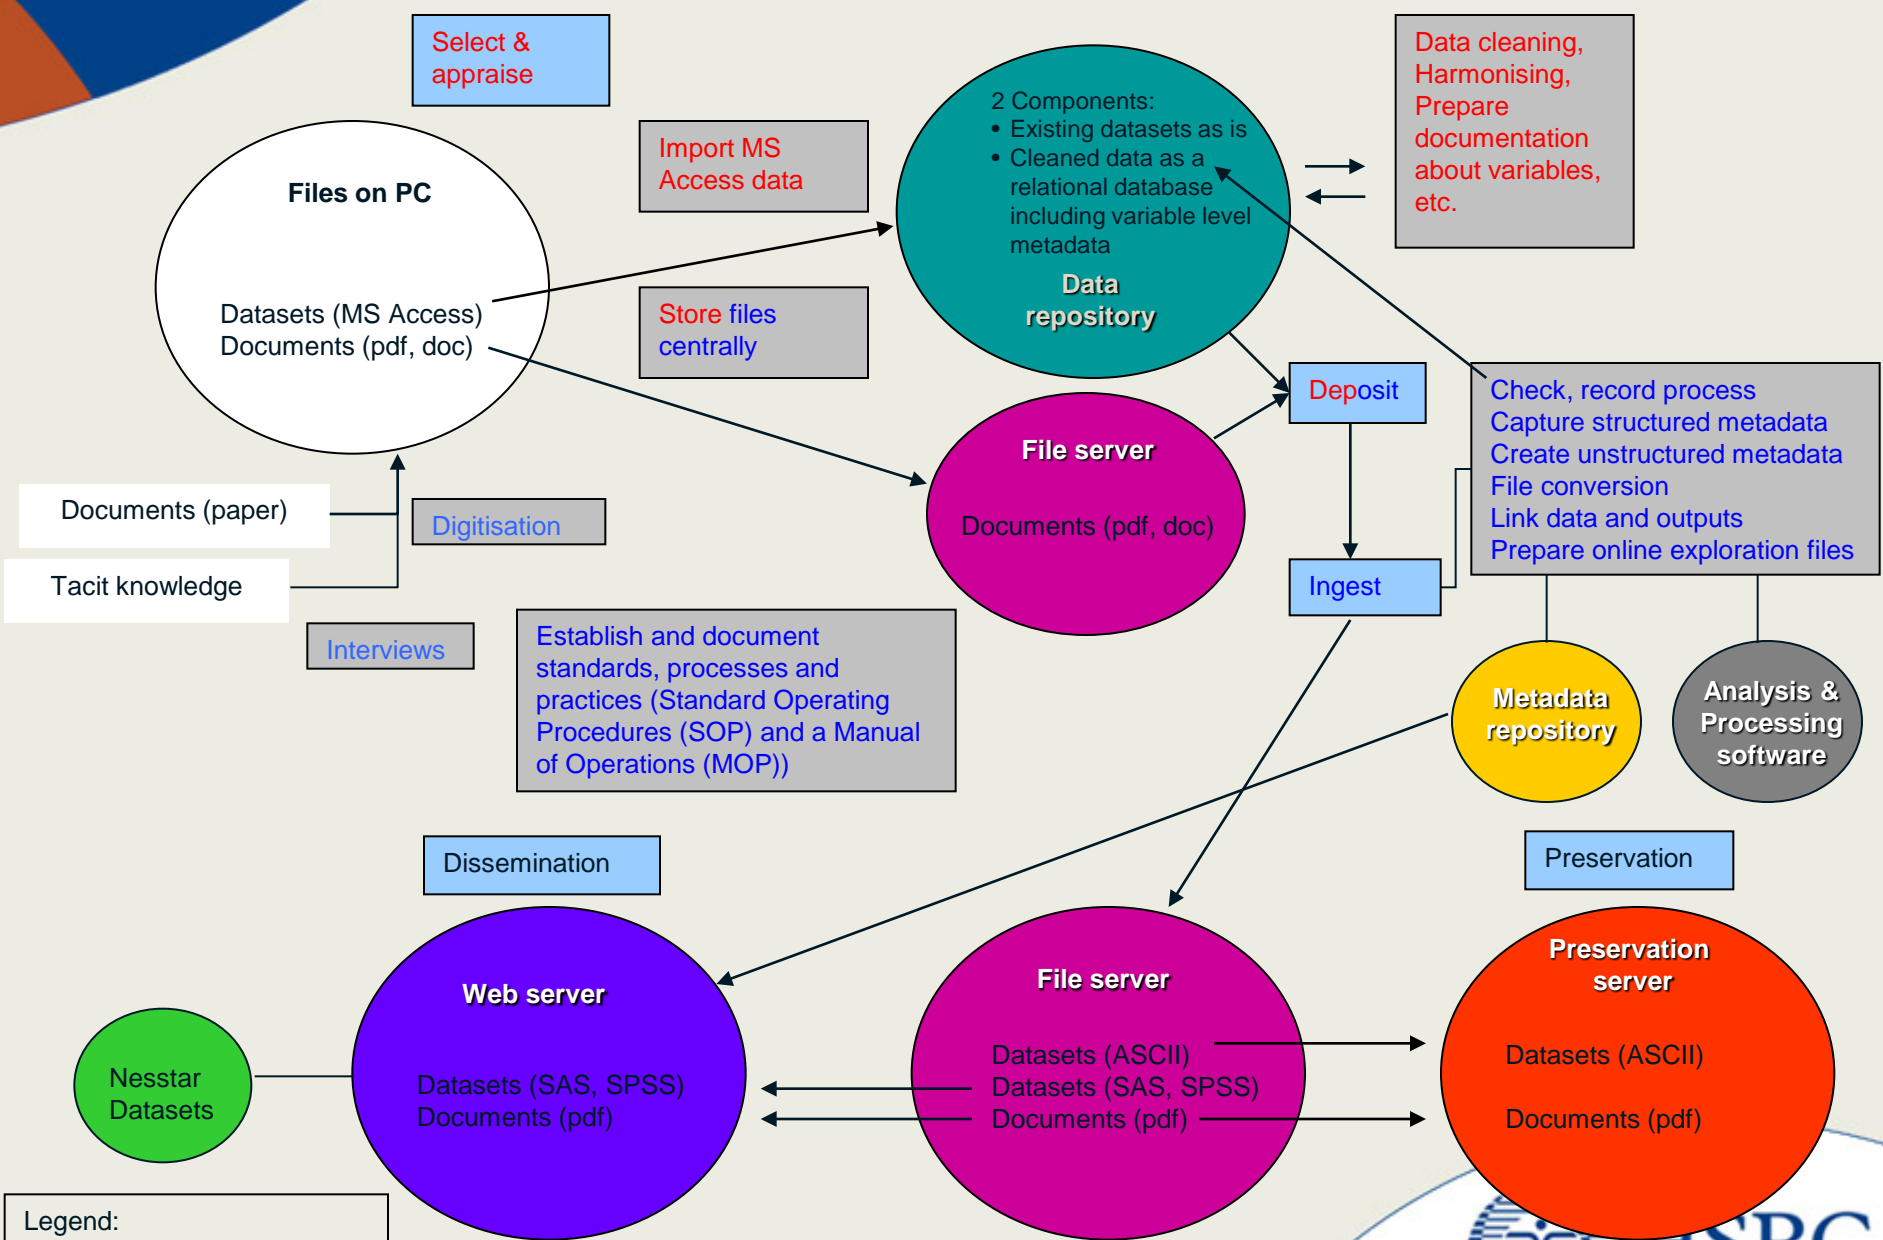 Select &
appraise
Import MS
Access data
2 Components:
• Existing datasets as is
• Cleaned data as a
relational database
including variable level
metadata
Data
repository
Data cleaning,
Harmonising,
Prepare
documentation
about variables,
etc.
Files on PC
Datasets (MS Access)
Documents (pdf, doc)
Store files
centrally
Deposit
Check, record process
Capture structured metadata
Create unstructured metadata
File conversion
Link data and outputs
Prepare online exploration files
File server
Documents (pdf, doc)
Documents (paper)
Digitisation
Tacit knowledge
Interviews
Ingest
Establish and document
standards, processes and
practices (Standard Operating
Procedures (SOP) and a Manual
of Operations (MOP))
Metadata
repository
Analysis &
Processing
software
Dissemination
Preservation
Web server
Datasets (SAS, SPSS)
Documents (pdf)
Nesstar
Datasets
File server
Datasets (ASCII)
Datasets (SAS, SPSS)
Documents (pdf)
Preservation
server
Datasets (ASCII)
Documents (pdf)
Legend: